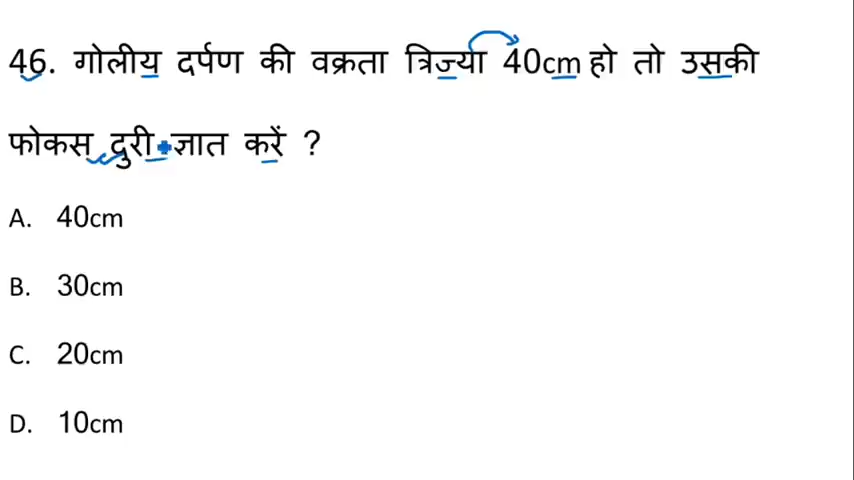 46. गोलीय दर्पण की वक्रता त्रिज्या 40cm हो तो उसकी
फोकस दुरी ज्ञात करें ?
A. 40cm
B. 30cm
C. 20cm
D. 10cm